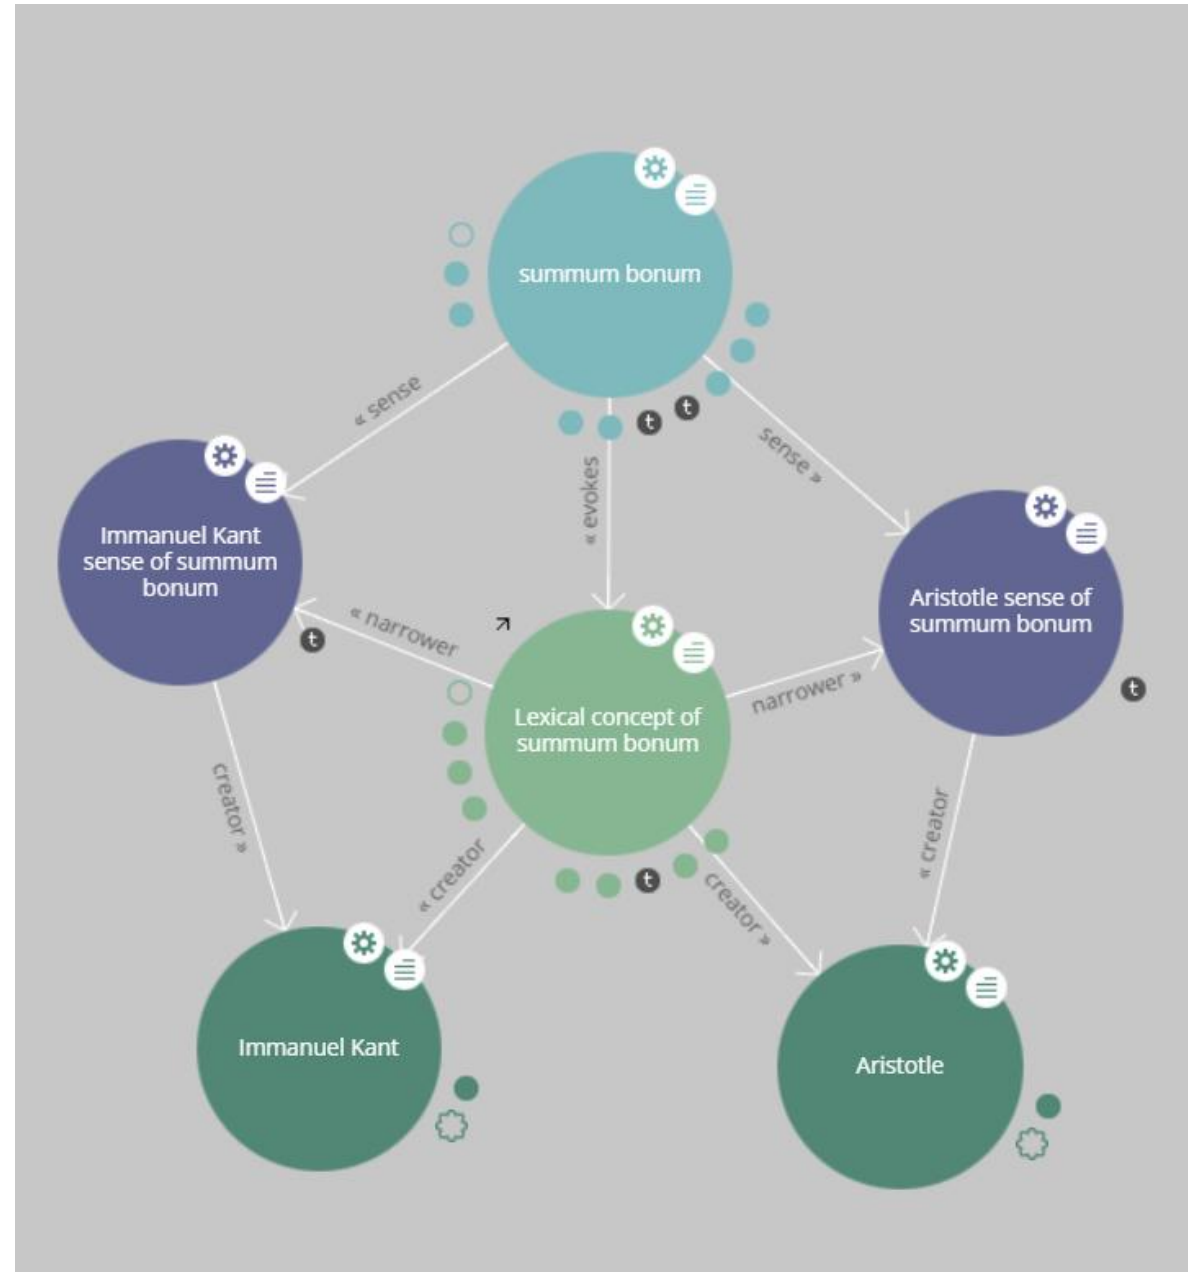 summum bonum
« sense
sense »
« evokes
t
t
Immanuel Kant
sense of summum
bonum
t
Aristotle sense of
summum bonum
t
« narrower
narrower »
Lexical concept of
summum bonum
t
creator »
« creator
creator »
« creator
Immanuel Kant
Aristotle